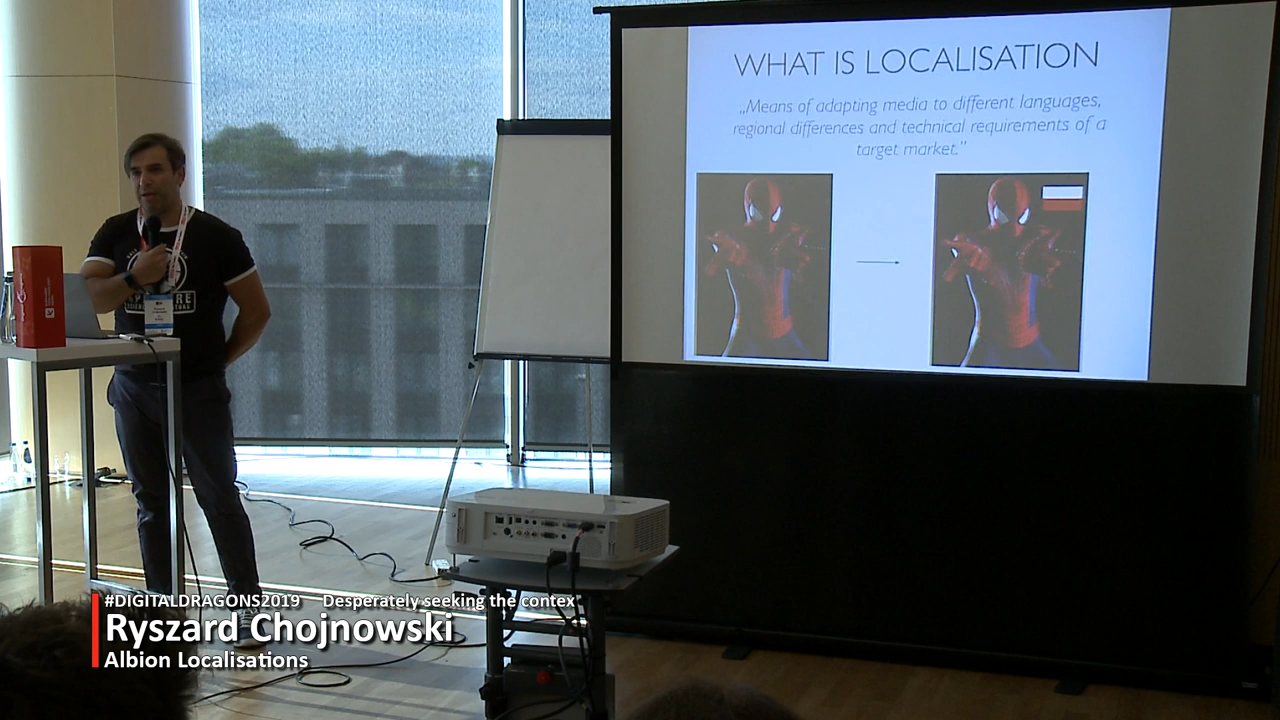 WHAT IS LOCALISATION
„Means of adapting media to different languages,
regional differences and technical requirements of a
target market.”
#DIGITALDRAGONS2019 Desperately seeking the contex
Ryszard Chojnowski
Albion Localisations